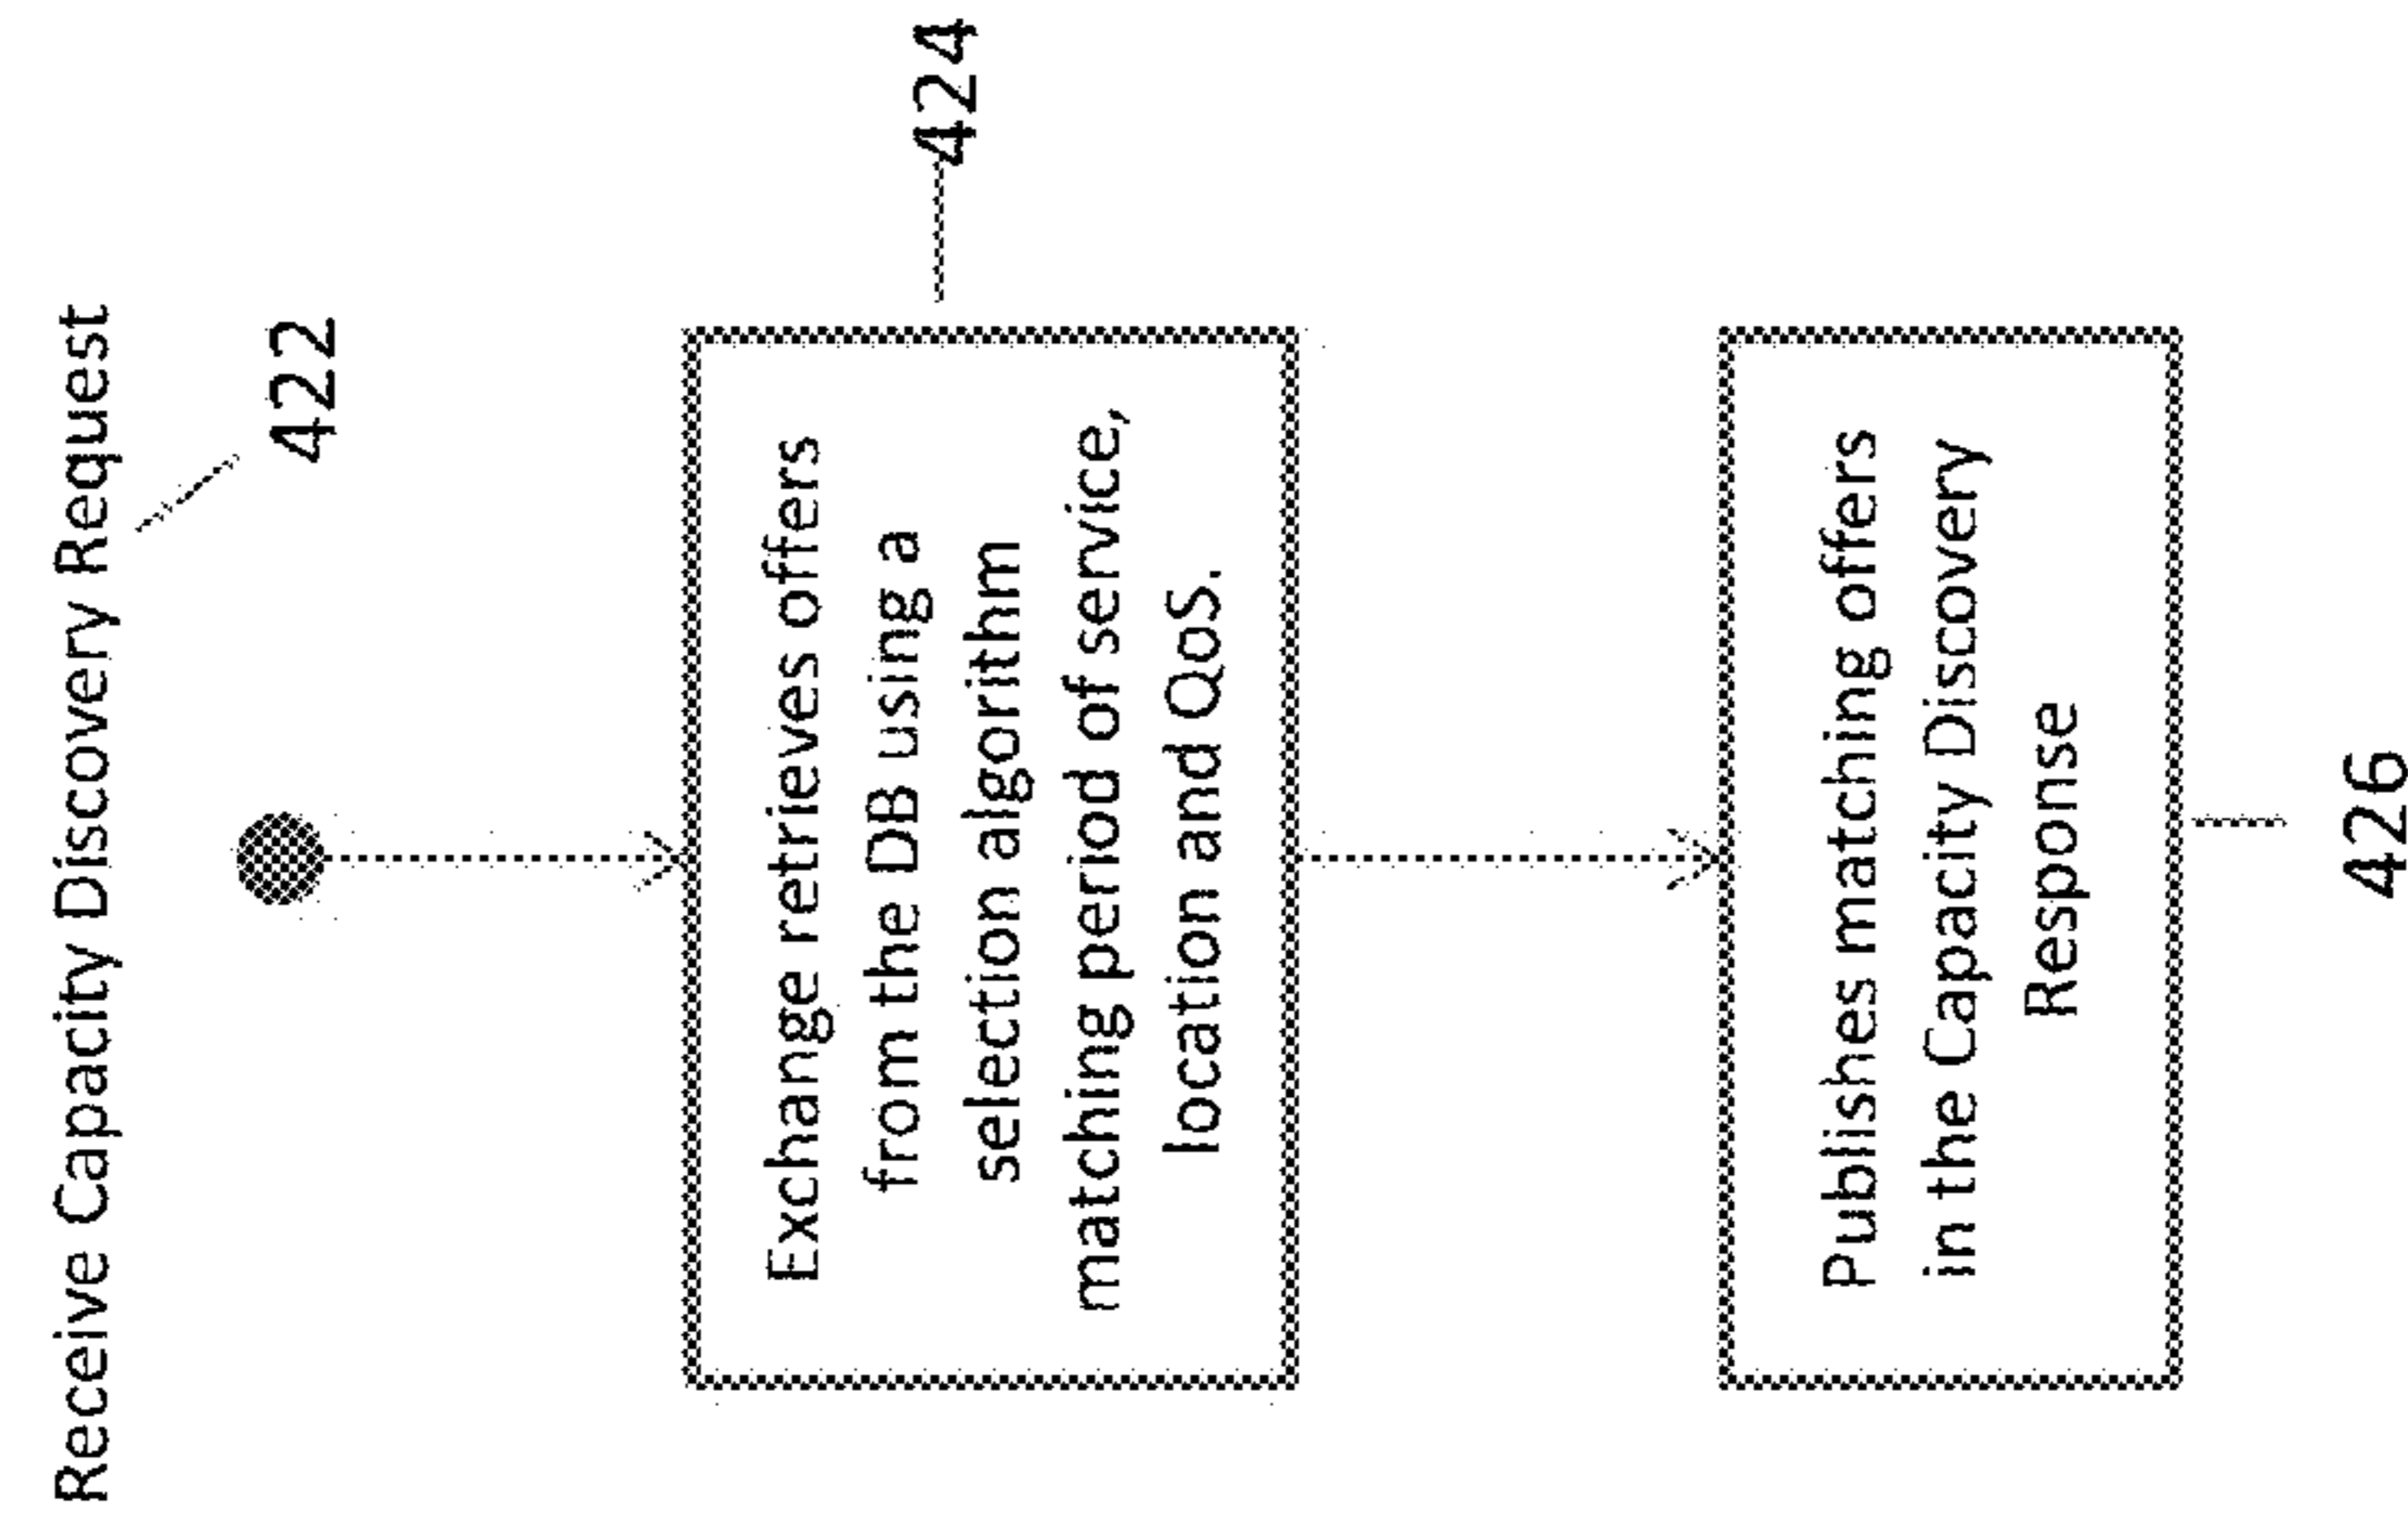 Receive Capacity Discovery Request
422
Exchange retrieves offers
from the DB using a
selection algorithm
matching period of service,
location and QoS.
424
Publishes matching offers
in the Capacity Discovery
Response
426